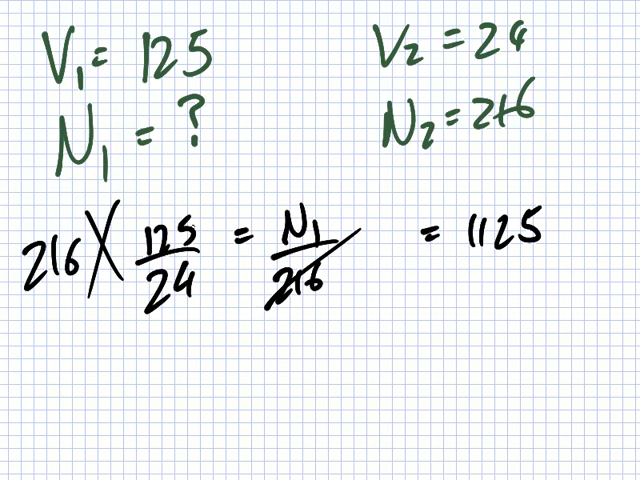 V₁ = 125 V₂ = 24
N₁ = ? N₂ = 216
216 × 125/24 = N₁/216 = 1125